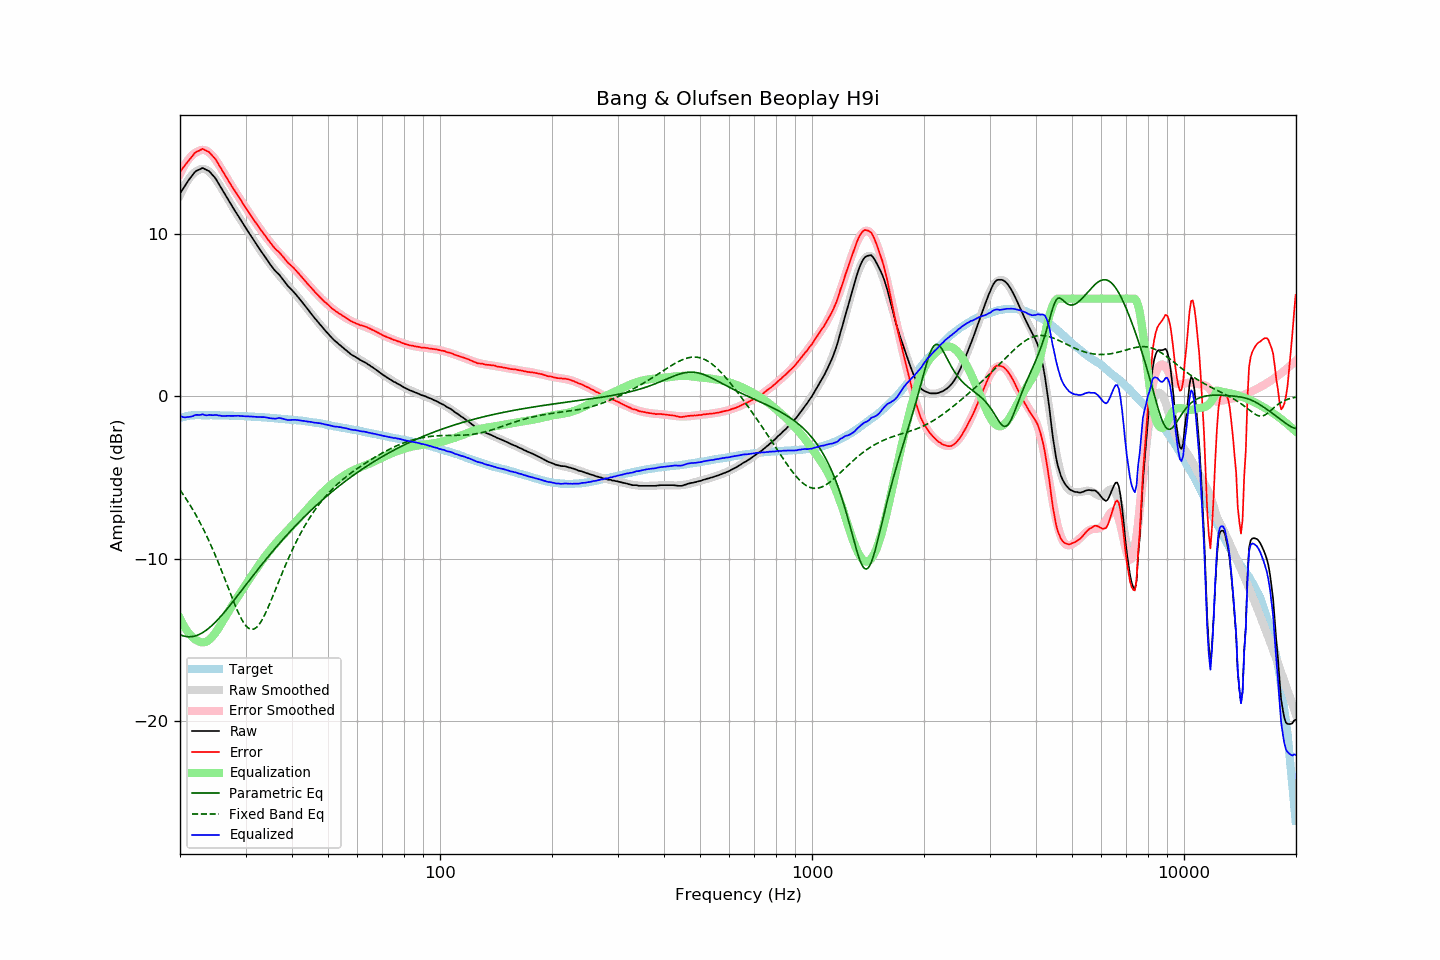 Bang & Olufsen Beoplay H9i
10
0
−10
−20
Amplitude (dBr)
Target
Raw Smoothed
Error Smoothed
Raw
Error
Equalization
Parametric Eq
Fixed Band Eq
Equalized
100
1000
10000
Frequency (Hz)